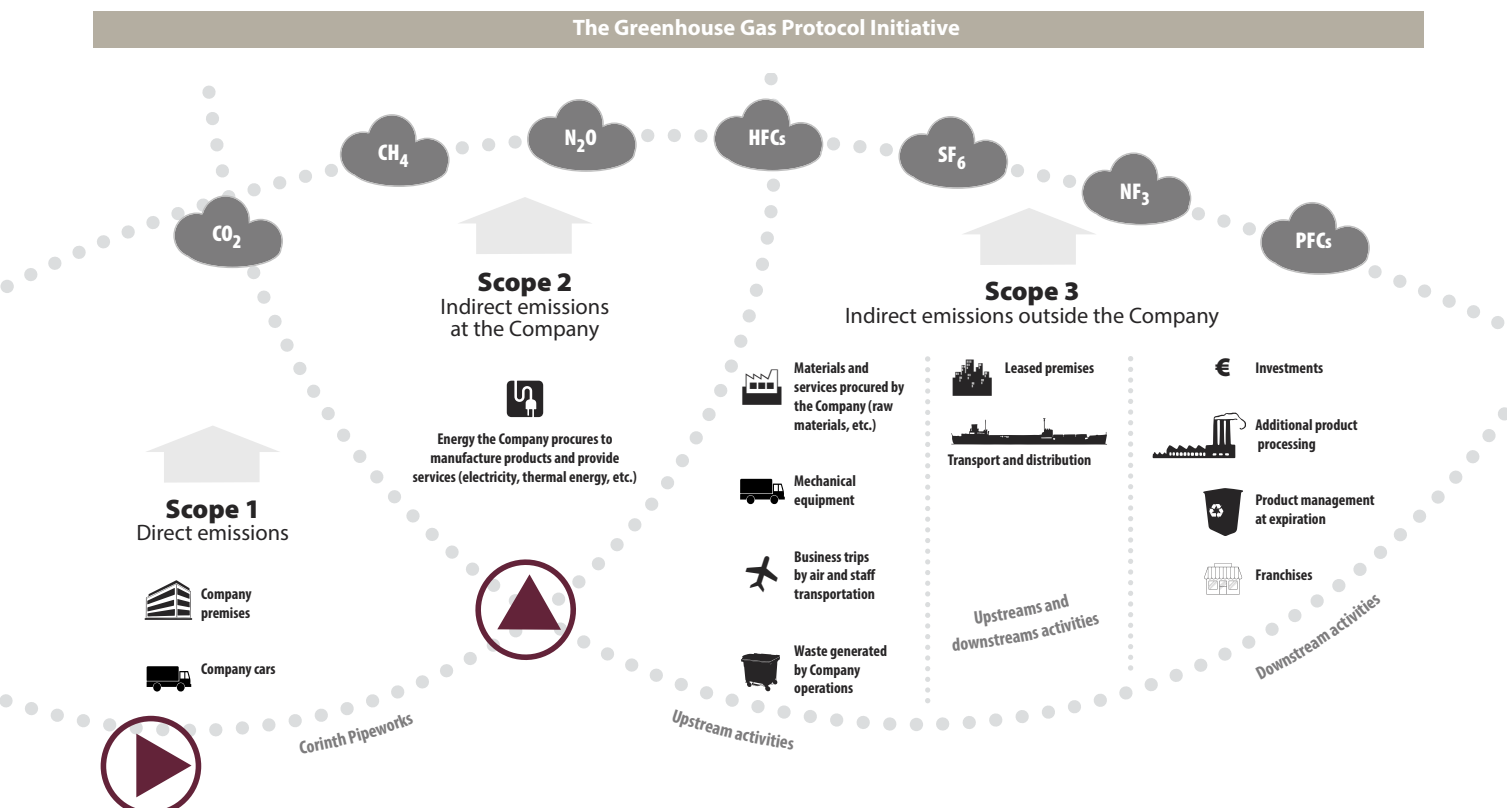 The Greenhouse Gas Protocol Initiative
CO2
CH4
N20
HFCs
SF6
NF3
PFCs
Scope 1
Direct emissions
Company
premises
Company cars
Corinth Pipeworks
Scope 2
Indirect emissions
at the Company
Energy the Company procures to
manufacture products and provide
services (electricity, thermal energy, etc.)
Scope 3
Indirect emissions outside the Company
Materials and
services procured by
the Company (raw
materials, etc.)
Mechanical
equipment
Business trips
by air and staff
transportation
Waste generated
by Company
operations
Upstream activities
Leased premises
Transport and distribution
Upstreams and
downstreams activities
€
Investments
Additional product
processing
Product management
at expiration
Franchises
Downstream activities